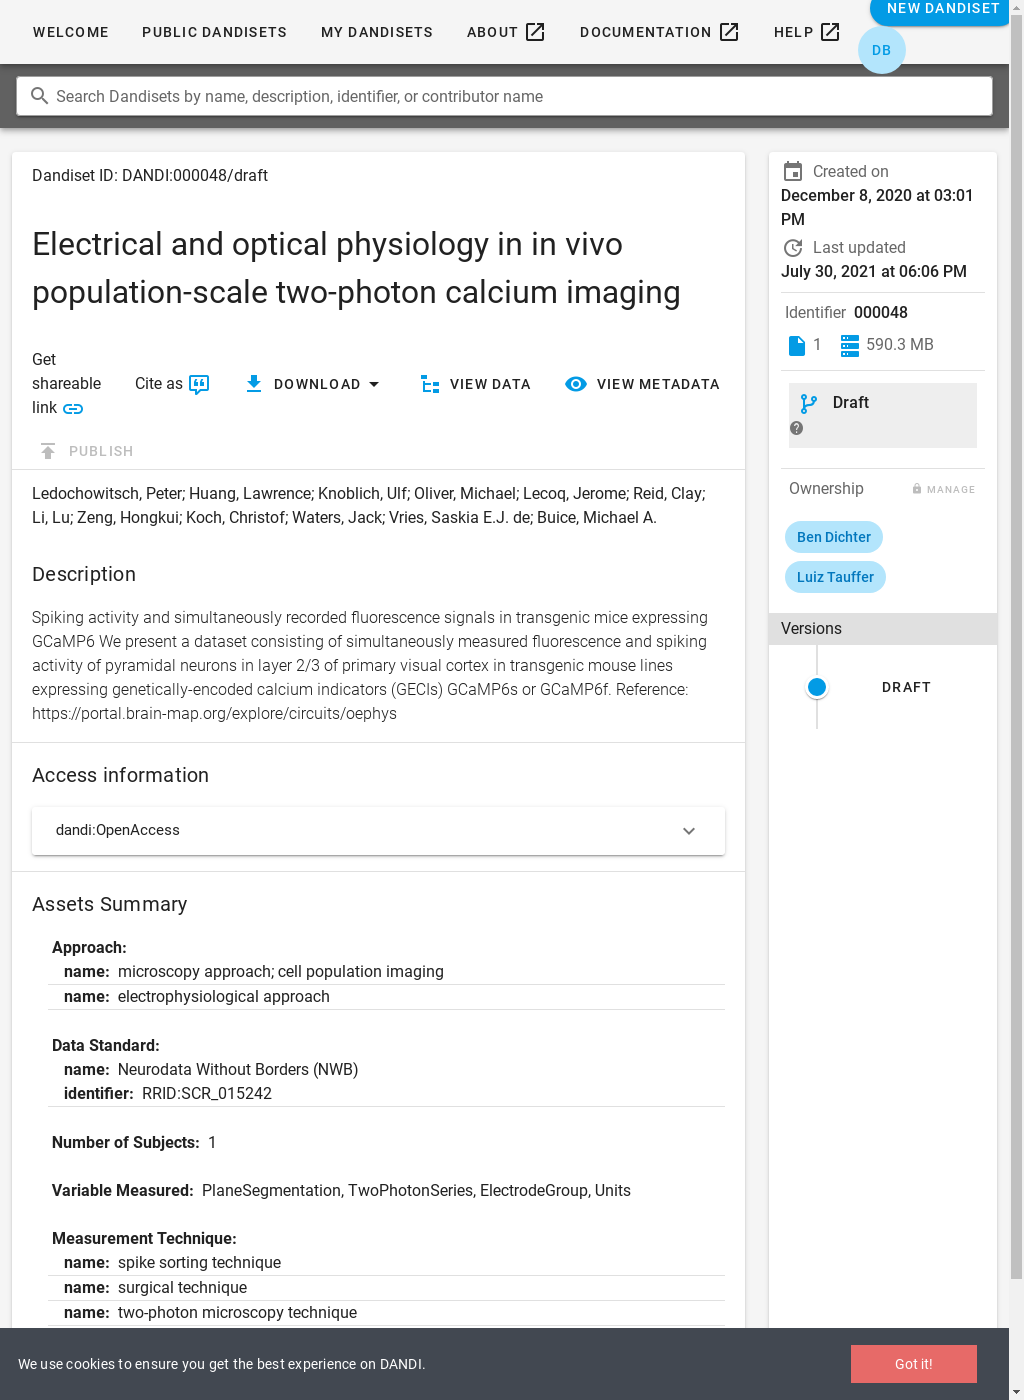 WELCOME PUBLIC DANDISETS MY DANDISETS ABOUT DOCUMENTATION HELP NEW DANDISET
DB
Search Dandisets by name, description, identifier, or contributor name
Dandiset ID: DANDI:000048/draft
Electrical and optical physiology in in vivo
population-scale two-photon calcium imaging
Get
shareable
link
Cite as
DOWNLOAD
VIEW DATA
VIEW METADATA
PUBLISH
Ledochowitsch, Peter; Huang, Lawrence; Knoblich, Ulf; Oliver, Michael; Lecoq, Jerome; Reid, Clay;
Li, Lu; Zeng, Hongkui; Koch, Christof; Waters, Jack; Vries, Saskia E.J. de; Buice, Michael A.
Description
Spiking activity and simultaneously recorded fluorescence signals in transgenic mice expressing
GCaMP6 We present a dataset consisting of simultaneously measured fluorescence and spiking
activity of pyramidal neurons in layer 2/3 of primary visual cortex in transgenic mouse lines
expressing genetically-encoded calcium indicators (GECIs) GCaMP6s or GCaMP6f. Reference:
https://portal.brain-map.org/explore/circuits/oephys
Access information
dandi:OpenAccess
Assets Summary
Approach:
name: microscopy approach; cell population imaging
name: electrophysiological approach
Data Standard:
name: Neurodata Without Borders (NWB)
identifier: RRID:SCR_015242
Number of Subjects: 1
Variable Measured: PlaneSegmentation, TwoPhotonSeries, ElectrodeGroup, Units
Measurement Technique:
name: spike sorting technique
name: surgical technique
name: two-photon microscopy technique
Created on
December 8, 2020 at 03:01
PM
Last updated
July 30, 2021 at 06:06 PM
Identifier 000048
1 590.3 MB
Draft
Ownership MANAGE
Ben Dichter
Luiz Tauffer
Versions
DRAFT
We use cookies to ensure you get the best experience on DANDI.
Got it!